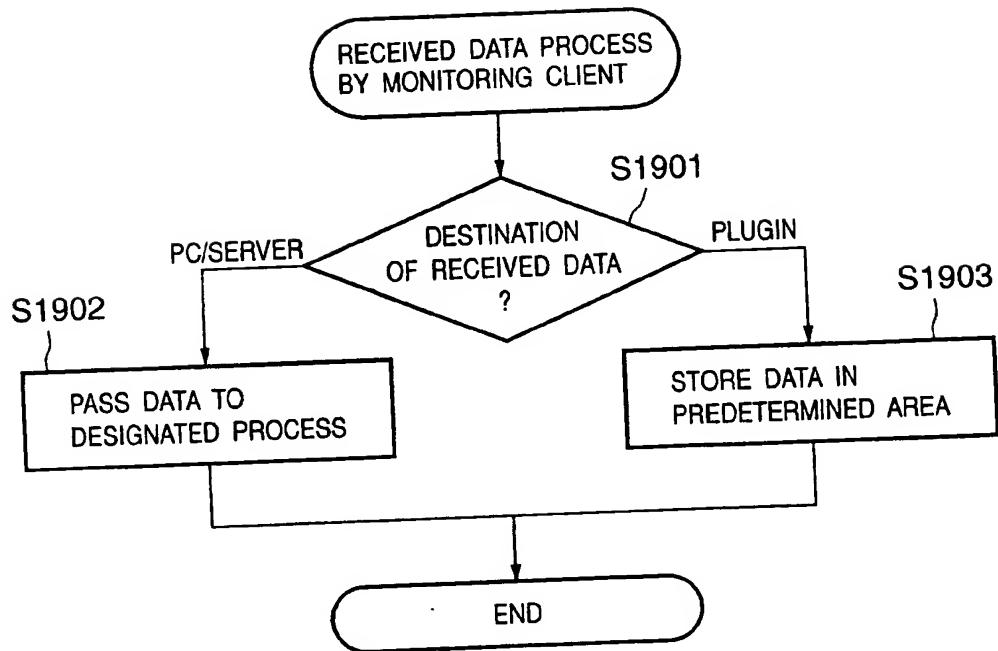 RECEIVED DATA PROCESS
BY MONITORING CLIENT
S1901
DESTINATION
OF RECEIVED DATA
?
PC/SERVER
PLUGIN
S1902
PASS DATA TO
DESIGNATED PROCESS
S1903
STORE DATA IN
PREDETERMINED AREA
END